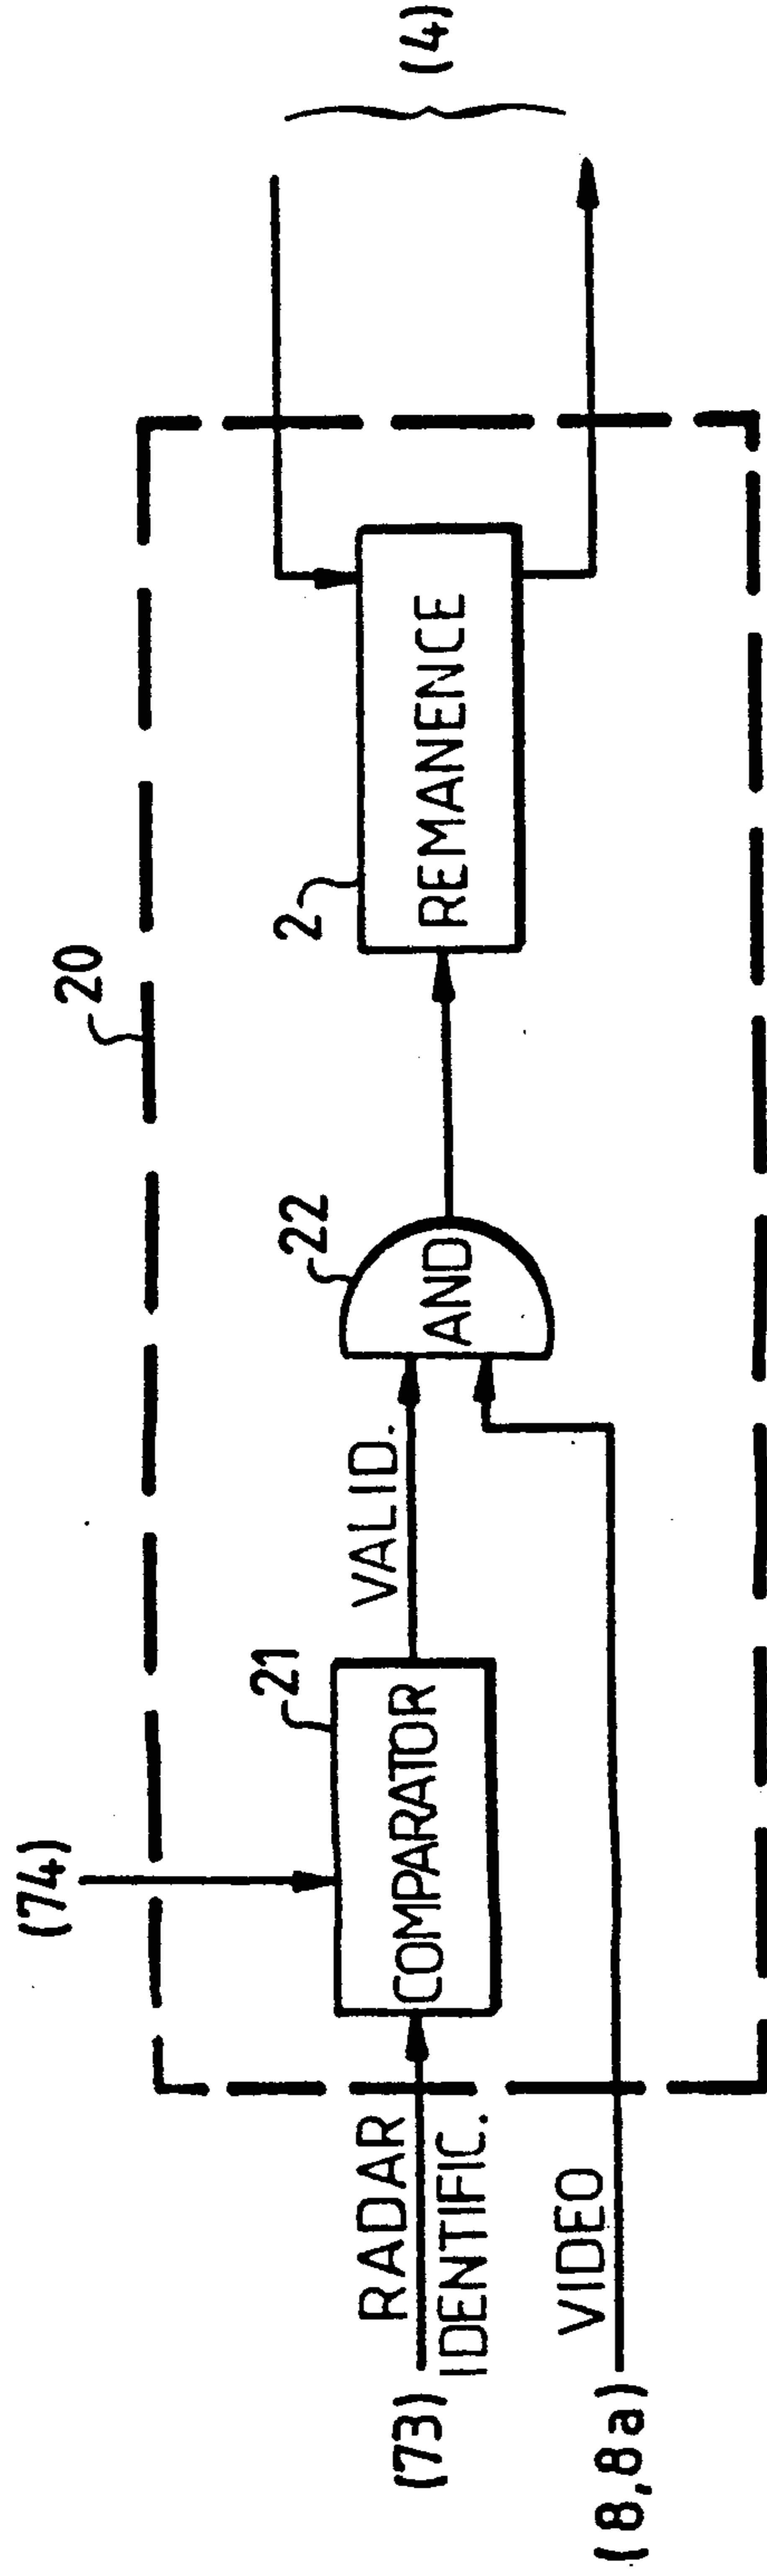 (74)
20
(73)
RADAR
IDENTIFIC.
21
COMPARATOR
VALID.
22
AND
2
REMANENCE
(4)
(8,8a)
VIDEO